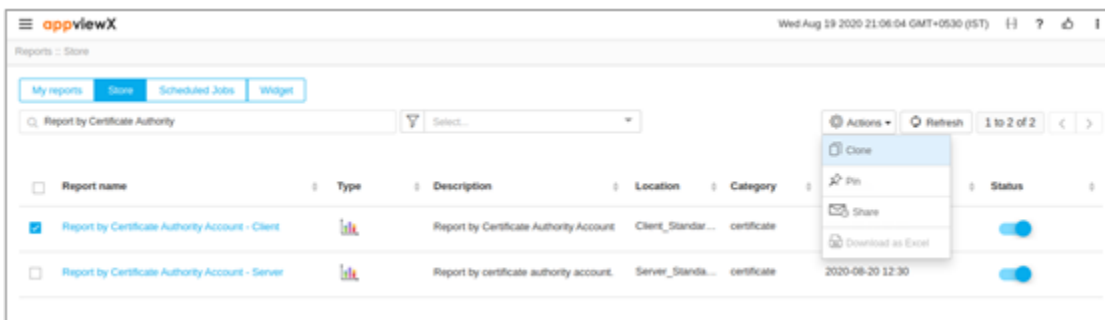 appviewX
Wed Aug 19 2020 21:06:04 GMT+0530 (IST) ?
Reports :: Store
My reports Store Scheduled Jobs Widget
Report by Certificate Authority Select... Actions Refresh 1 to 2 of 2
Clone
Pin
Share
Download as Excel
Report name Type Description Location Category Status
Report by Certificate Authority Account - Client Report by Certificate Authority Account Client_Standar... certificate
Report by Certificate Authority Account - Server Report by certificate authority account. Server_Standa... certificate 2020-08-20 12:30